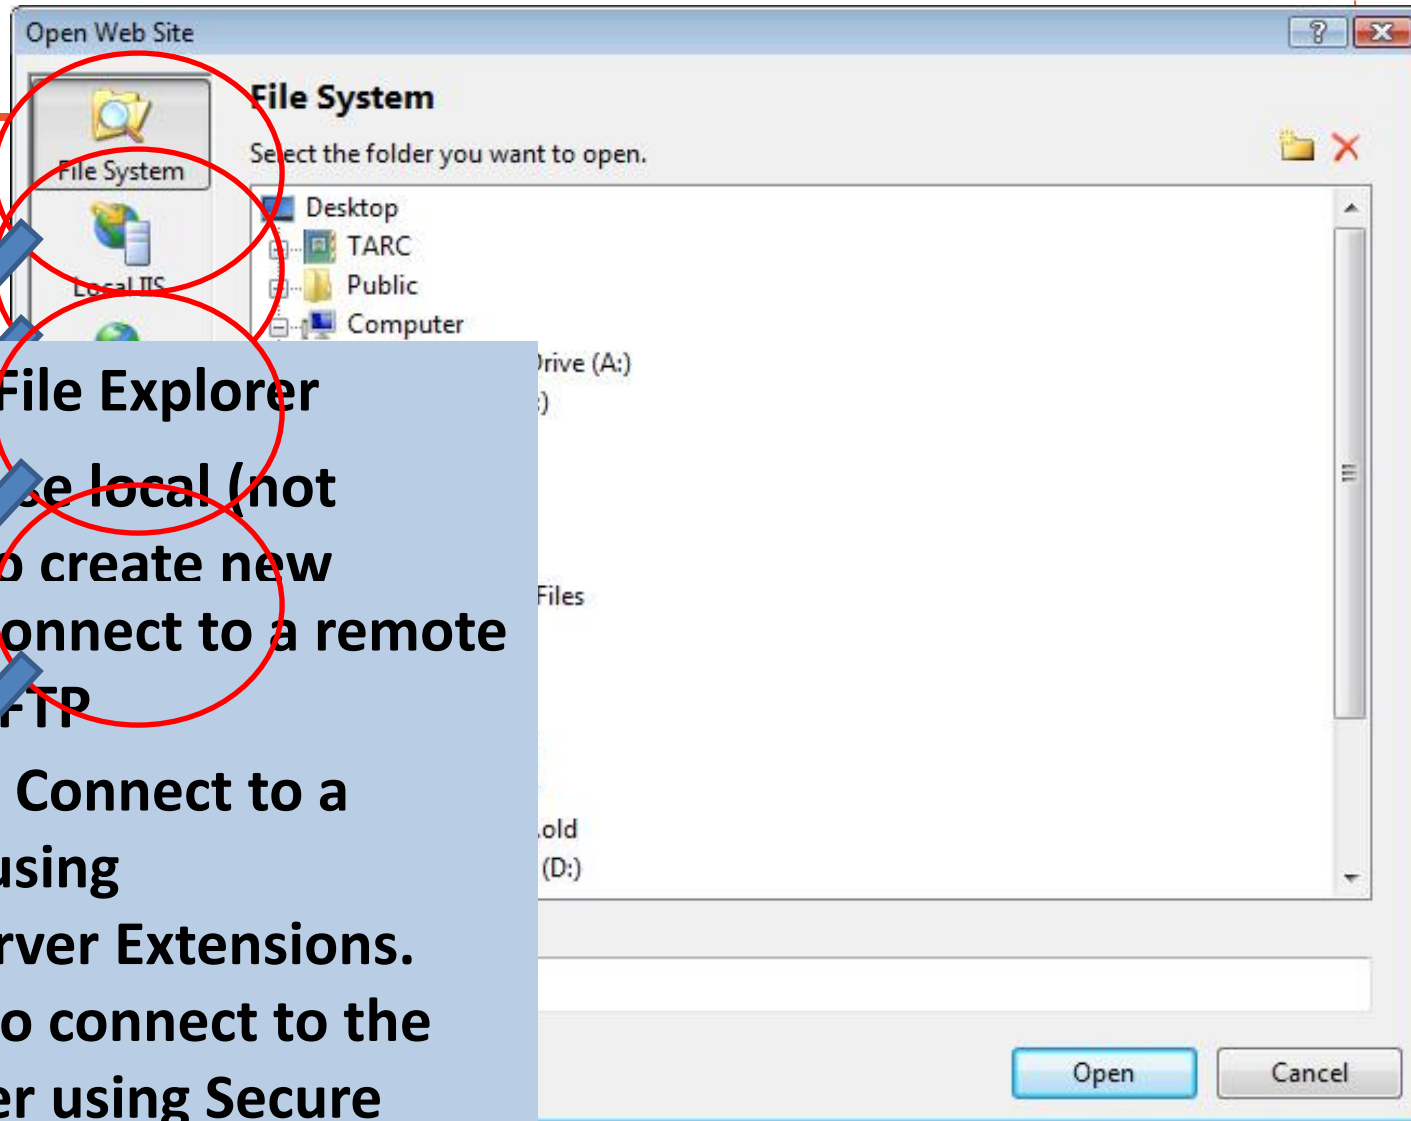 Open Web Site
File System
Select the folder you want to open.
File System
Local IIS
Desktop
TARC
Public
Computer
Drive (A:)
:)
Files
.old
(D:)
File Explorer
se local (not
o create new
onnect to a remote
FTP
Connect to a
using
rver Extensions.
o connect to the
er using Secure
Open
Cancel